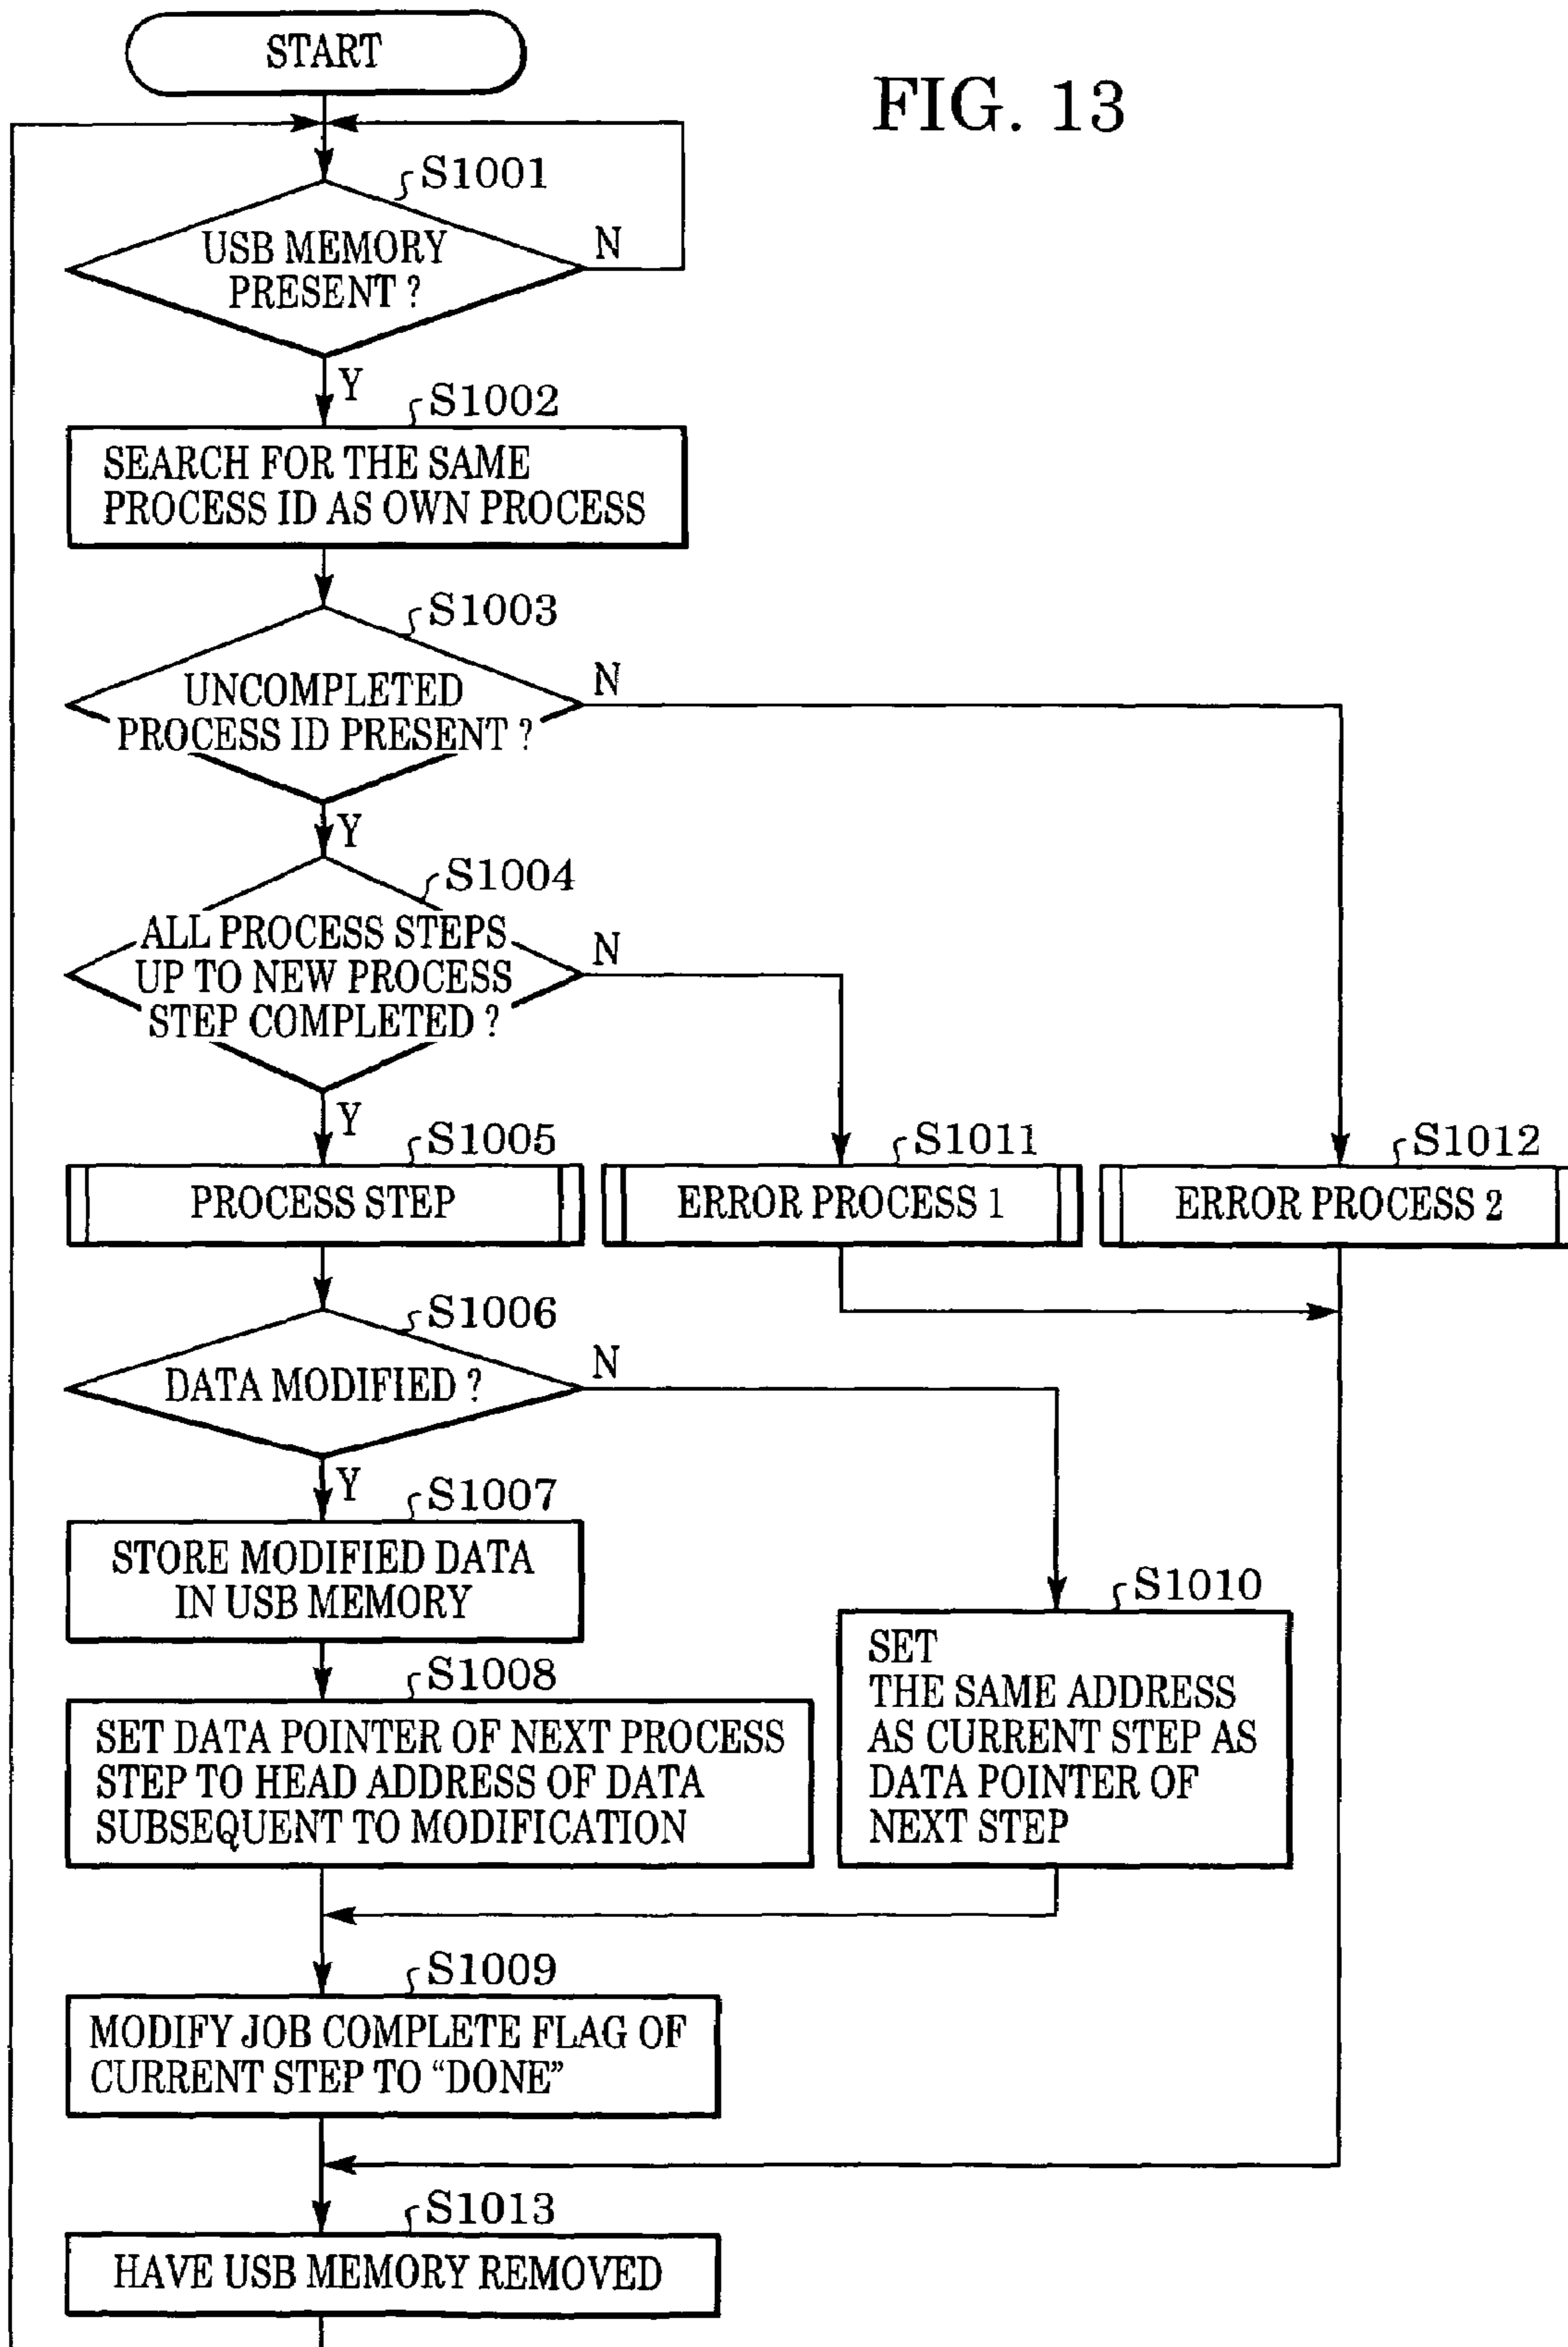 START
FIG. 13
S1001
USB MEMORY
PRESENT ?
N
Y
S1002
SEARCH FOR THE SAME
PROCESS ID AS OWN PROCESS
S1003
UNCOMPLETED
PROCESS ID PRESENT ?
N
Y
S1004
ALL PROCESS STEPS
UP TO NEW PROCESS
STEP COMPLETED ?
N
Y
S1005
PROCESS STEP
S1011
ERROR PROCESS 1
S1012
ERROR PROCESS 2
S1006
DATA MODIFIED ?
N
Y
S1007
STORE MODIFIED DATA
IN USB MEMORY
S1008
SET DATA POINTER OF NEXT PROCESS
STEP TO HEAD ADDRESS OF DATA
SUBSEQUENT TO MODIFICATION
S1010
SET
THE SAME ADDRESS
AS CURRENT STEP AS
DATA POINTER OF
NEXT STEP
S1009
MODIFY JOB COMPLETE FLAG OF
CURRENT STEP TO “DONE”
S1013
HAVE USB MEMORY REMOVED